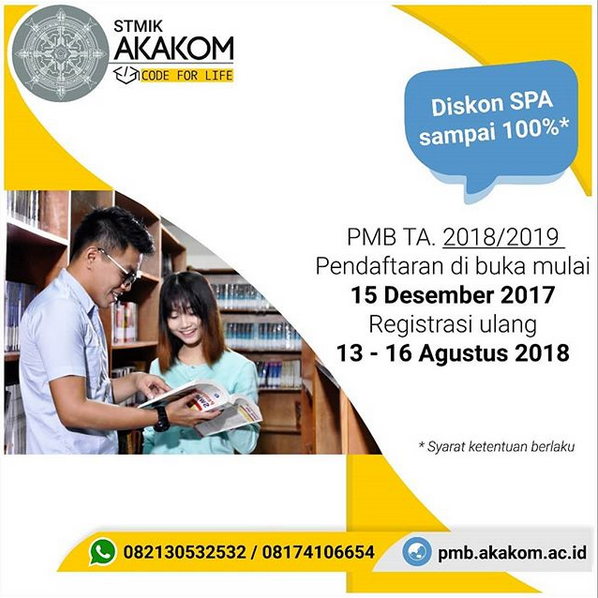 STMIK
AKAKOM
</> CODE FOR LIFE
Diskon SPA
sampai 100%*
PMB TA. 2018/2019
Pendaftaran di buka mulai
15 Desember 2017
Registrasi ulang
13 - 16 Agustus 2018
* Syarat ketentuan berlaku
082130532532 / 08174106654
pmb.akakom.ac.id